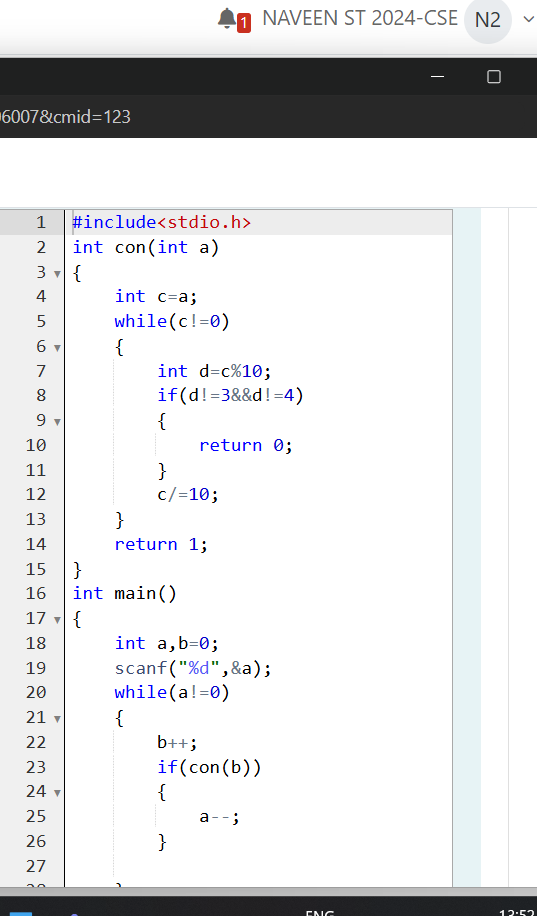 1 NAVEEN ST 2024-CSE N2
6007&cmid=123
1 #include<stdio.h>
2 int con(int a)
3 {
4 int c=a;
5 while(c!=0)
6 {
7 int d=c%10;
8 if(d!=3&&d!=4)
9 {
10 return 0;
11 }
12 c/=10;
13 }
14 return 1;
15 }
16 int main()
17 {
18 int a,b=0;
19 scanf("%d",&a);
20 while(a!=0)
21 {
22 b++;
23 if(con(b))
24 {
25 a--;
26 }
27
ENG 13:52